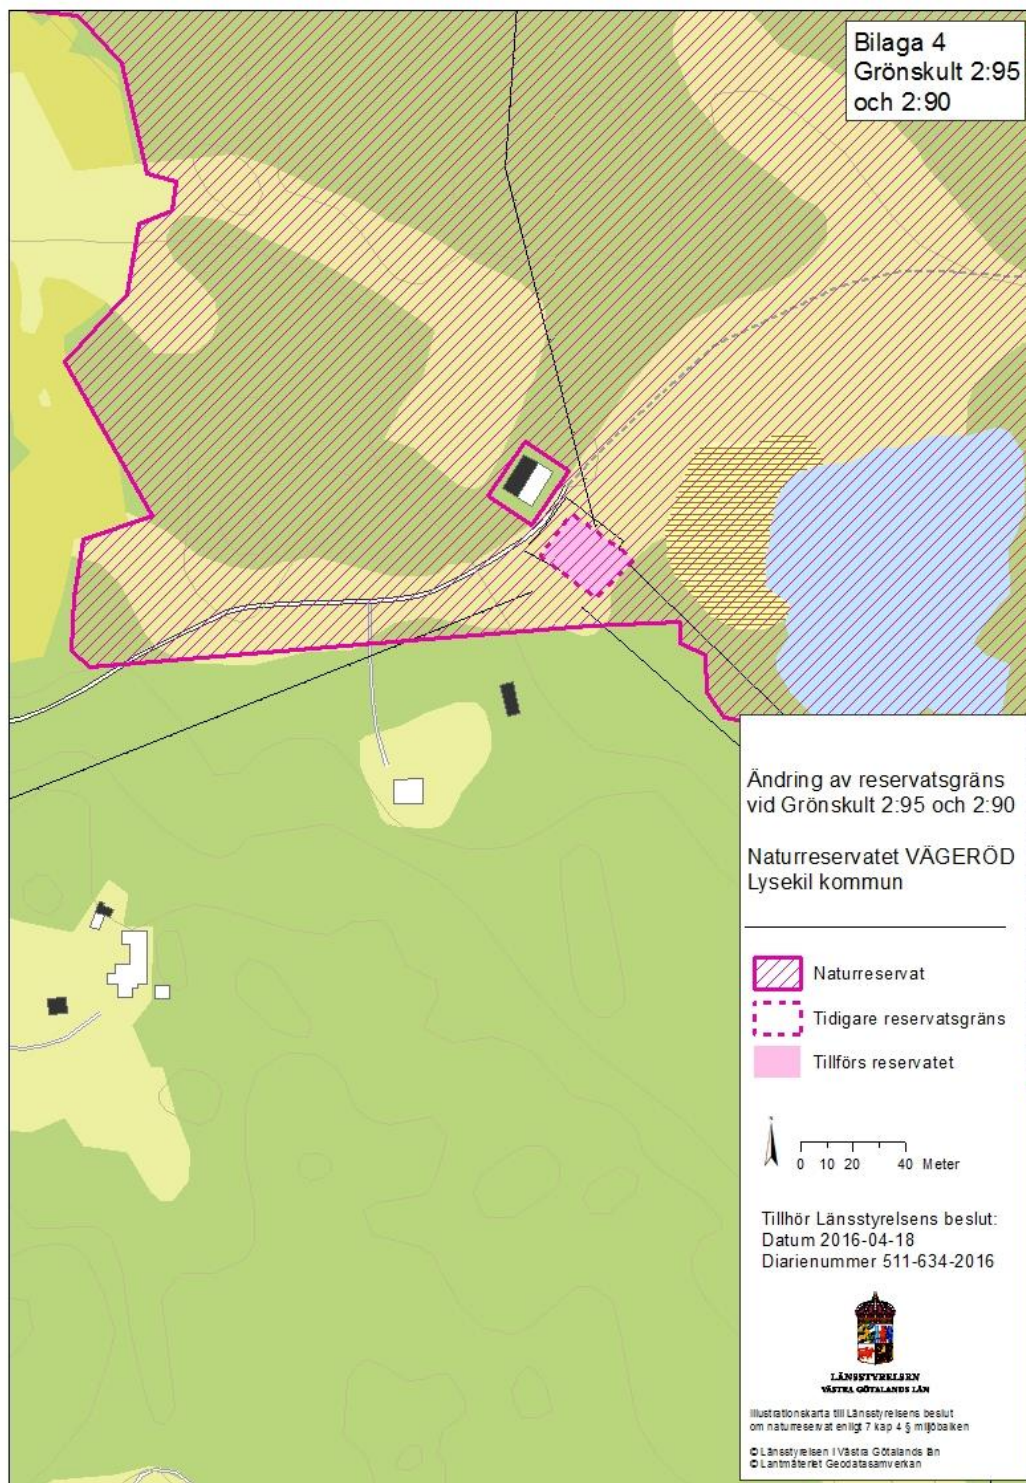 Bilaga 4
Grönskult 2:95
och 2:90
Ändring av reservatsgräns
vid Grönskult 2:95 och 2:90
Naturreservatet VÄGERÖD
Lysekil kommun
Naturreservat
Tidigare reservatsgräns
Tillförs reservatet
0 10 20 40 Meter
Tillhör Länsstyrelsens beslut:
Datum 2016-04-18
Diarienummer 511-634-2016
LÄNSSTYRELSEN
VÄSTRA GÖTALANDS LÄN
Illustrationskarta till Länsstyrelsens beslut
om naturreservat enligt 7 kap 4 § miljöbalken
© Länsstyrelsen i Västra Götalands län
© Lantmäteriet Geodatasamverkan